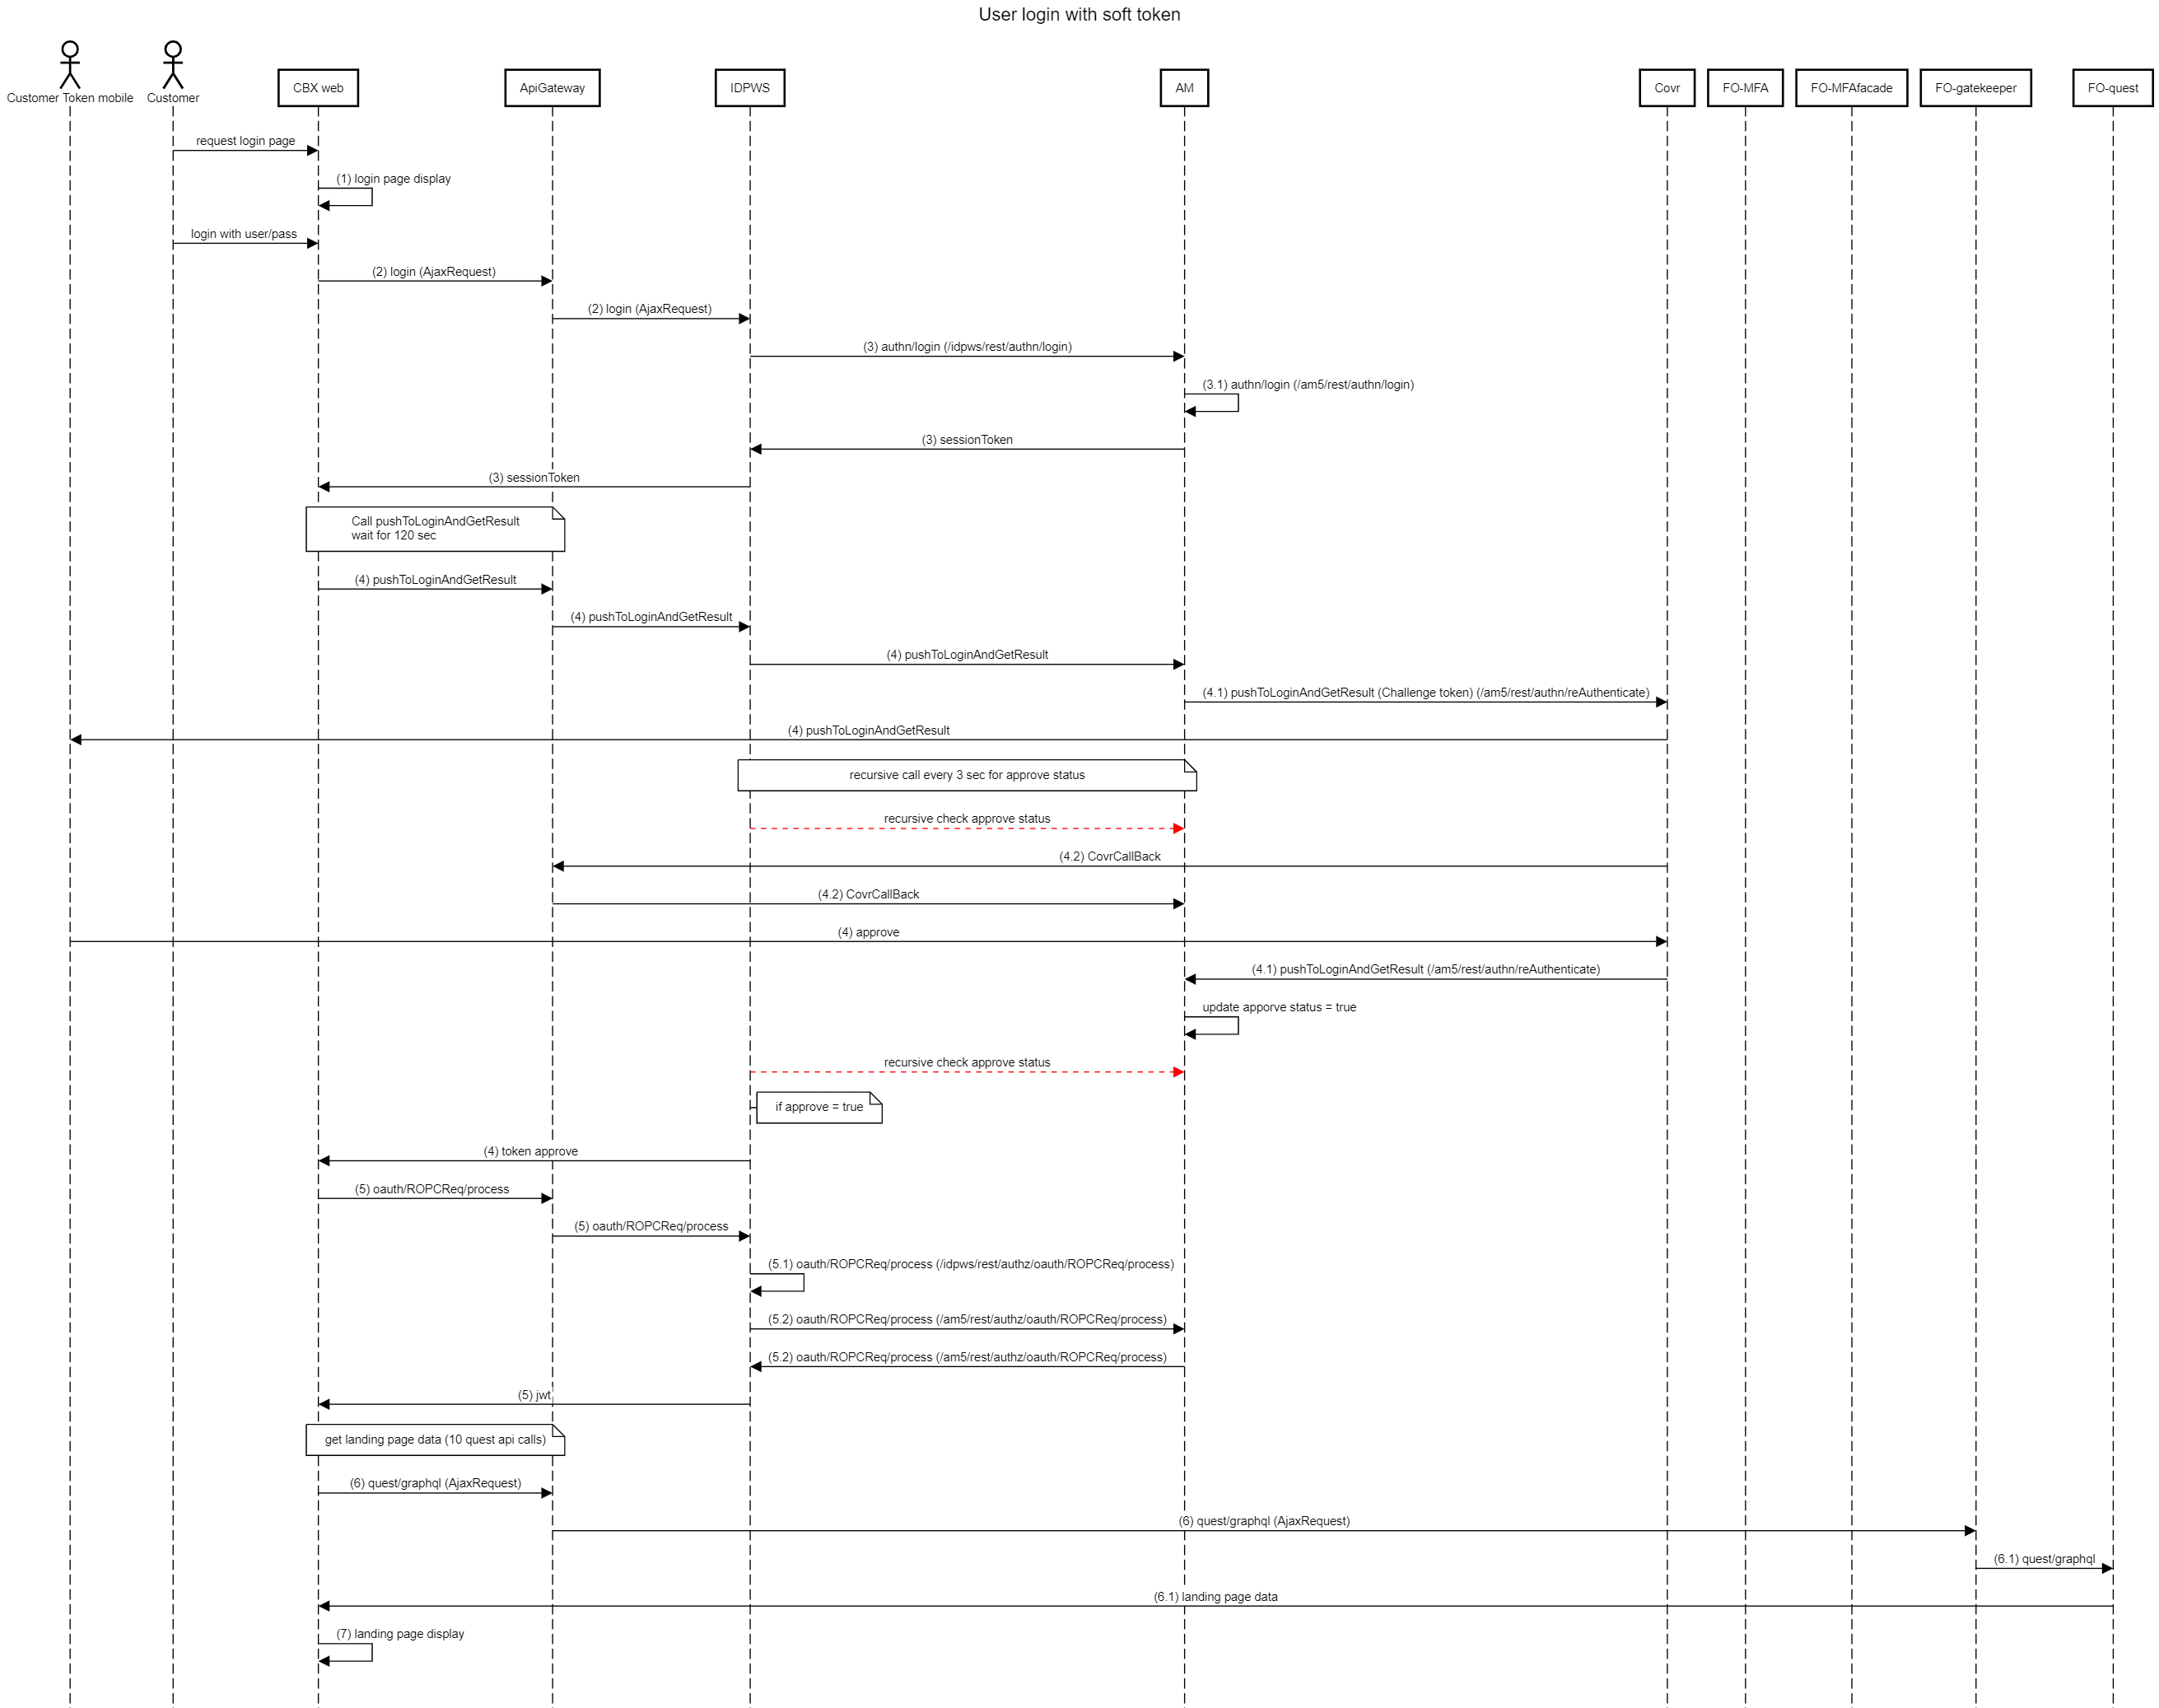 User login with soft token
Customer Token mobile
Customer
CBX web
ApiGateway
IDPWS
AM
Covr
FO-MFA
FO-MFAfacade
FO-gatekeeper
FO-quest
request login page
(1) login page display
login with user/pass
(2) login (AjaxRequest)
(2) login (AjaxRequest)
(3) authn/login (/idpws/rest/authn/login)
(3.1) authn/login (/am5/rest/authn/login)
(3) sessionToken
(3) sessionToken
Call pushToLoginAndGetResult
wait for 120 sec
(4) pushToLoginAndGetResult
(4) pushToLoginAndGetResult
(4) pushToLoginAndGetResult
(4.1) pushToLoginAndGetResult (Challenge token) (/am5/rest/authn/reAuthenticate)
(4) pushToLoginAndGetResult
recursive call every 3 sec for approve status
recursive check approve status
(4.2) CovrCallBack
(4.2) CovrCallBack
(4) approve
(4.1) pushToLoginAndGetResult (/am5/rest/authn/reAuthenticate)
update apporve status = true
recursive check approve status
if approve = true
(4) token approve
(5) oauth/ROPCReq/process
(5) oauth/ROPCReq/process
(5.1) oauth/ROPCReq/process (/idpws/rest/authz/oauth/ROPCReq/process)
(5.2) oauth/ROPCReq/process (/am5/rest/authz/oauth/ROPCReq/process)
(5.2) oauth/ROPCReq/process (/am5/rest/authz/oauth/ROPCReq/process)
(5) jwt
get landing page data (10 quest api calls)
(6) quest/graphql (AjaxRequest)
(6) quest/graphql (AjaxRequest)
(6.1) quest/graphql
(6.1) landing page data
(7) landing page display